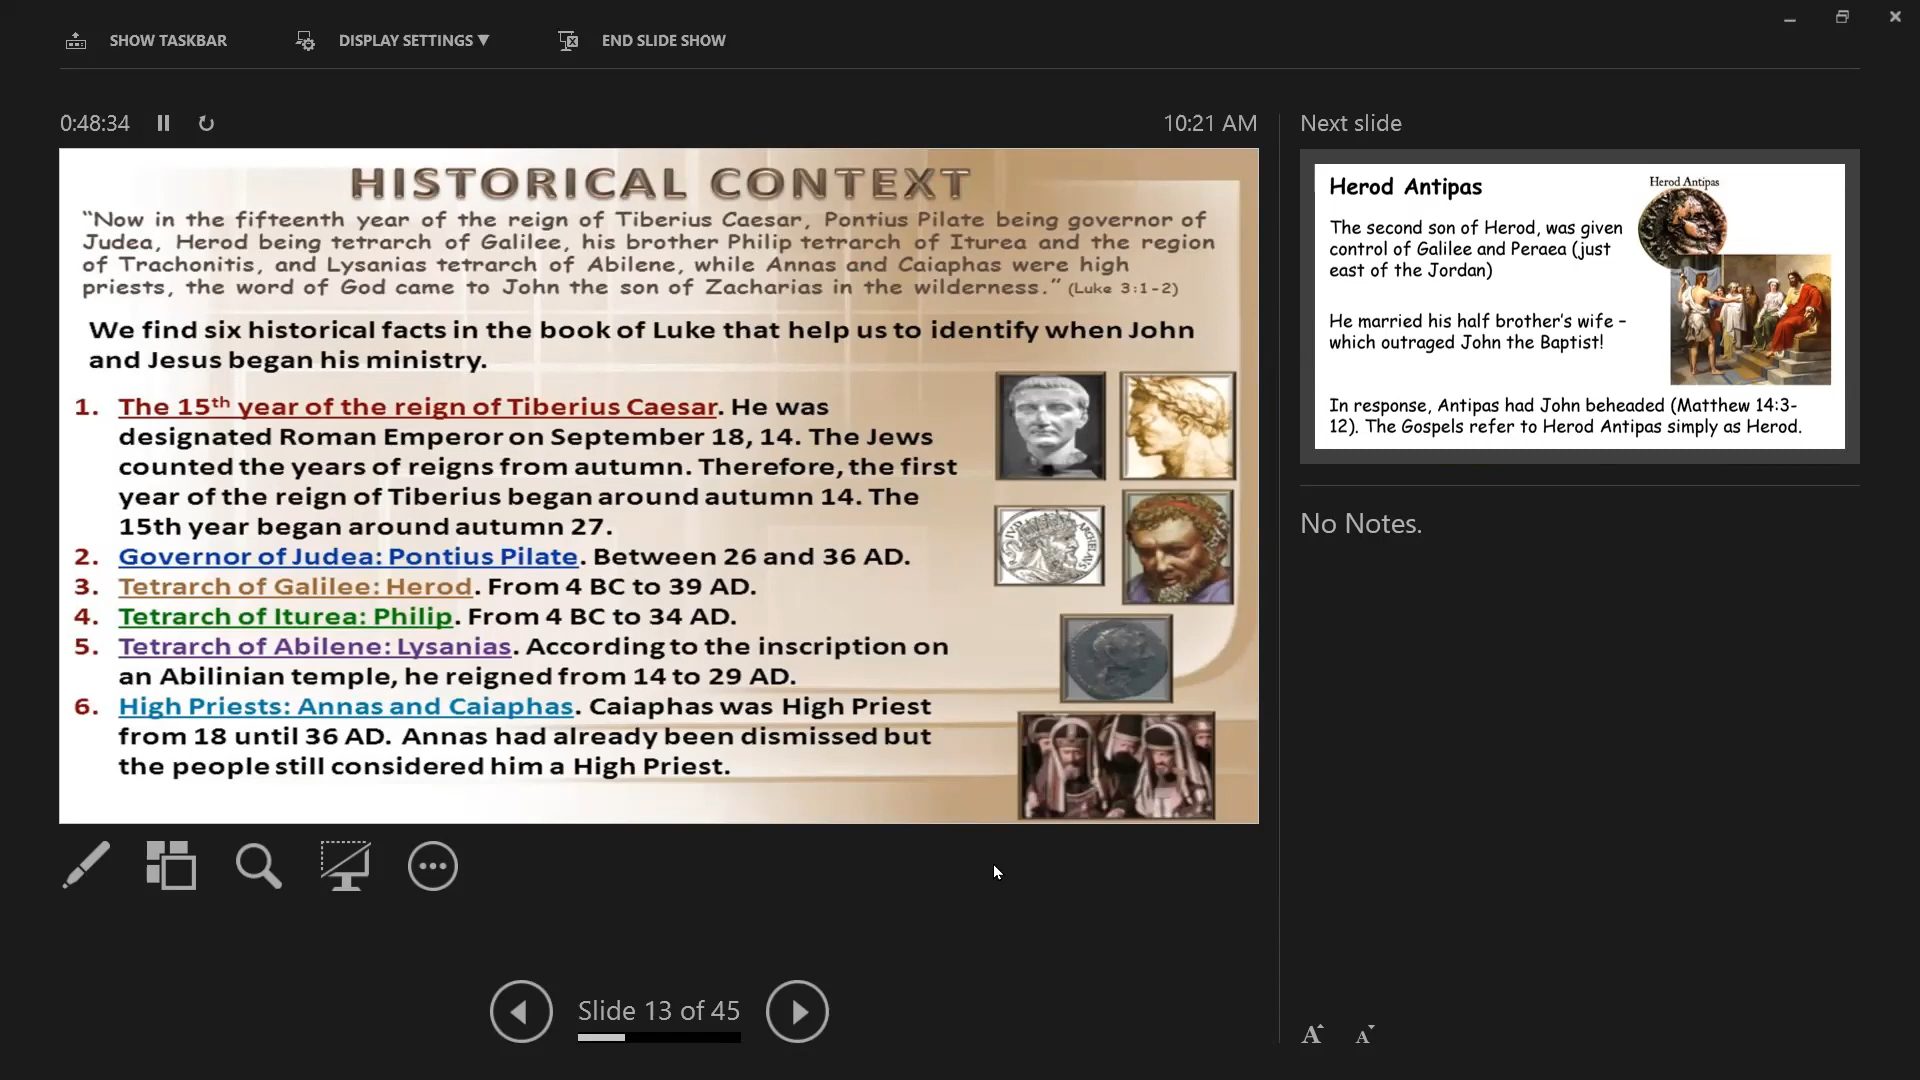 SHOW TASKBAR
DISPLAY SETTINGS ▼
END SLIDE SHOW
0:48:34
10:21 AM
HISTORICAL CONTEXT
“Now in the fifteenth year of the reign of Tiberius Caesar, Pontius Pilate being governor of
Judea, Herod being tetrarch of Galilee, his brother Philip tetrarch of Iturea and the region
of Trachonitis, and Lysanias tetrarch of Abilene, while Annas and Caiaphas were high
priests, the word of God came to John the son of Zacharias in the wilderness.” (Luke 3:1-2)
We find six historical facts in the book of Luke that help us to identify when John
and Jesus began his ministry.
1. The 15th year of the reign of Tiberius Caesar. He was
designated Roman Emperor on September 18, 14. The Jews
counted the years of reigns from autumn. Therefore, the first
year of the reign of Tiberius began around autumn 14. The
15th year began around autumn 27.
2. Governor of Judea: Pontius Pilate. Between 26 and 36 AD.
3. Tetrarch of Galilee: Herod. From 4 BC to 39 AD.
4. Tetrarch of Iturea: Philip. From 4 BC to 34 AD.
5. Tetrarch of Abilene: Lysanias. According to the inscription on
an Abilinian temple, he reigned from 14 to 29 AD.
6. High Priests: Annas and Caiaphas. Caiaphas was High Priest
from 18 until 36 AD. Annas had already been dismissed but
the people still considered him a High Priest.
Slide 13 of 45
Next slide
Herod Antipas
Herod Antipas
The second son of Herod, was given
control of Galilee and Peraea (just
east of the Jordan)
He married his half brother’s wife –
which outraged John the Baptist!
In response, Antipas had John beheaded (Matthew 14:3-
12). The Gospels refer to Herod Antipas simply as Herod.
No Notes.
A A